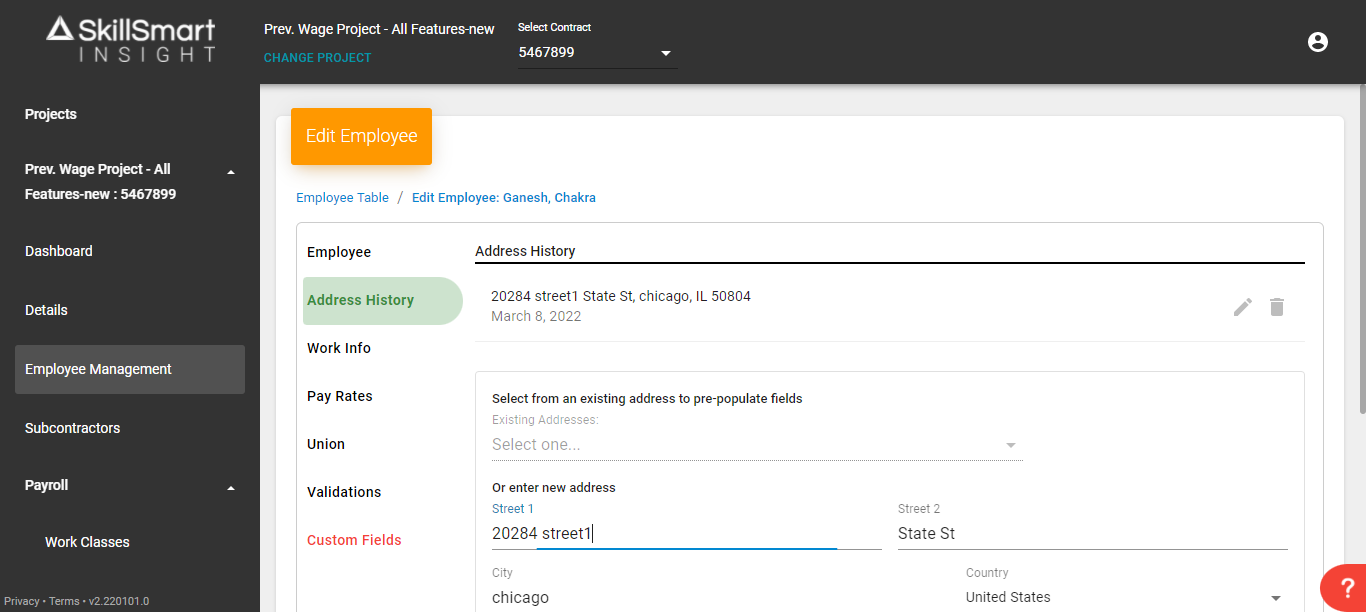 SkillSmart
INSIGHT
Prev. Wage Project - All Features-new
CHANGE PROJECT
Select Contract
5467899
Projects
Prev. Wage Project - All
Features-new : 5467899
Dashboard
Details
Employee Management
Subcontractors
Payroll
Work Classes
Privacy • Terms • v2.220101.0
Edit Employee
Employee Table / Edit Employee: Ganesh, Chakra
Employee
Address History
Work Info
Pay Rates
Union
Validations
Custom Fields
Address History
20284 street1 State St, chicago, IL 50804
March 8, 2022
Select from an existing address to pre-populate fields
Existing Addresses:
Select one...
Or enter new address
Street 1
20284 street1
Street 2
State St
City
chicago
Country
United States
?